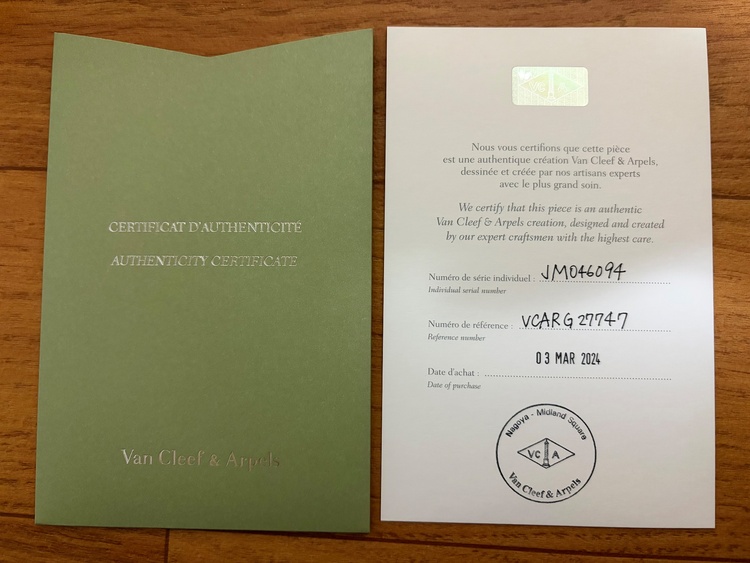 CERTIFICAT D'AUTHENTICITÉ
AUTHENTICITY CERTIFICATE
Van Cleef & Arpels
Nous vous certifions que cette pièce
est une authentique création Van Cleef & Arpels,
dessinée et créée par nos artisans experts
avec le plus grand soin.
We certify that this piece is an authentic
Van Cleef & Arpels creation, designed and created
by our expert craftsmen with the highest care.
Numéro de série individuel : JM046094
Individual serial number
Numéro de référence : VCARG27747
Reference number
03 MAR 2024
Date d'achat :
Date of purchase
Nagoya - Midland Square
VC A
Van Cleef & Arpels